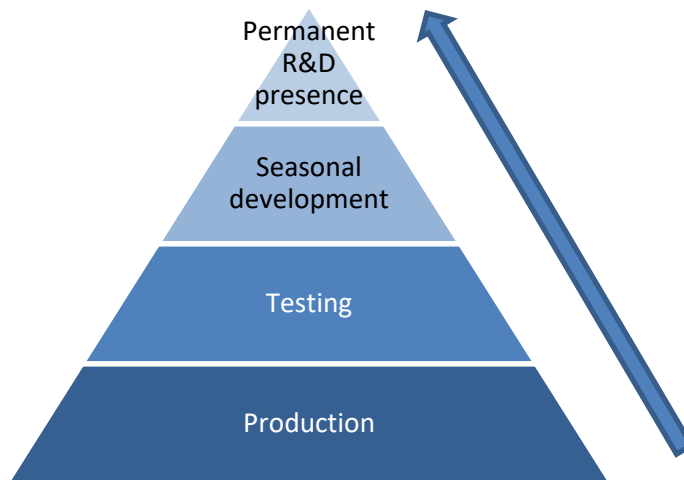 Permanent
R&D
presence
Seasonal
development
Testing
Production